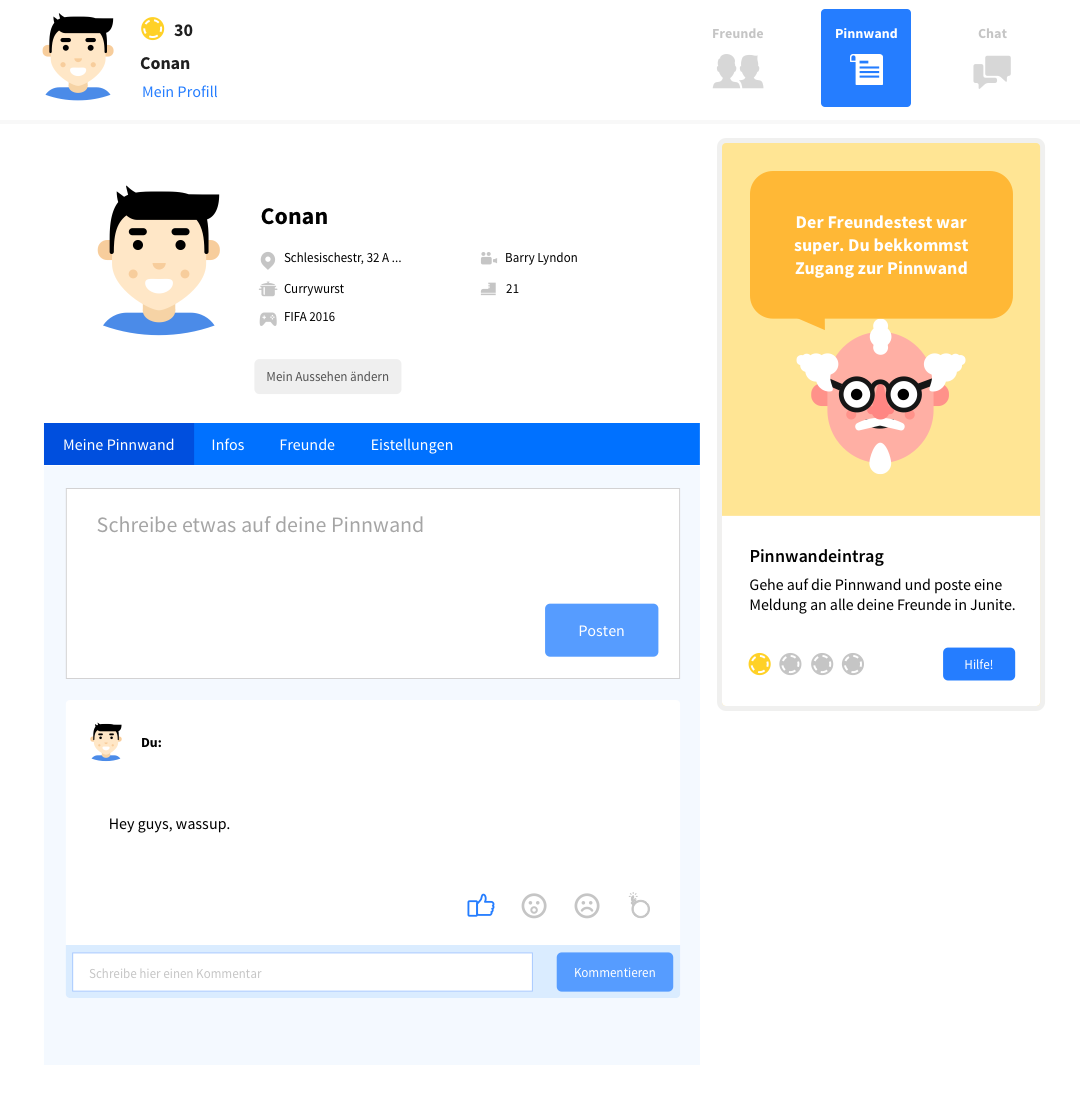 30
Conan
Mein Profill
Freunde
Pinnwand
Chat
Conan
Schlesischestr, 32 A ...
Barry Lyndon
Currywurst
21
FIFA 2016
Mein Aussehen ändern
Meine Pinnwand
Infos
Freunde
Eistellungen
Schreibe etwas auf deine Pinnwand
Posten
Du:
Hey guys, wassup.
Schreibe hier einen Kommentar
Kommentieren
Der Freundestest war
super. Du bekkommst
Zugang zur Pinnwand
Pinnwandeintrag
Gehe auf die Pinnwand und poste eine
Meldung an alle deine Freunde in Junite.
Hilfe!